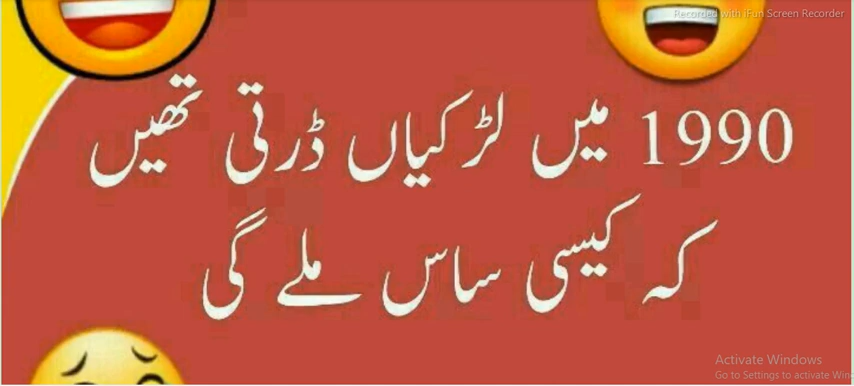 Recorded with iFun Screen Recorder
1990 میں لڑکیاں ڈرتی تھیں
کہ کیسی ساس ملے گی
Activate Windows
Go to Settings to activate Win